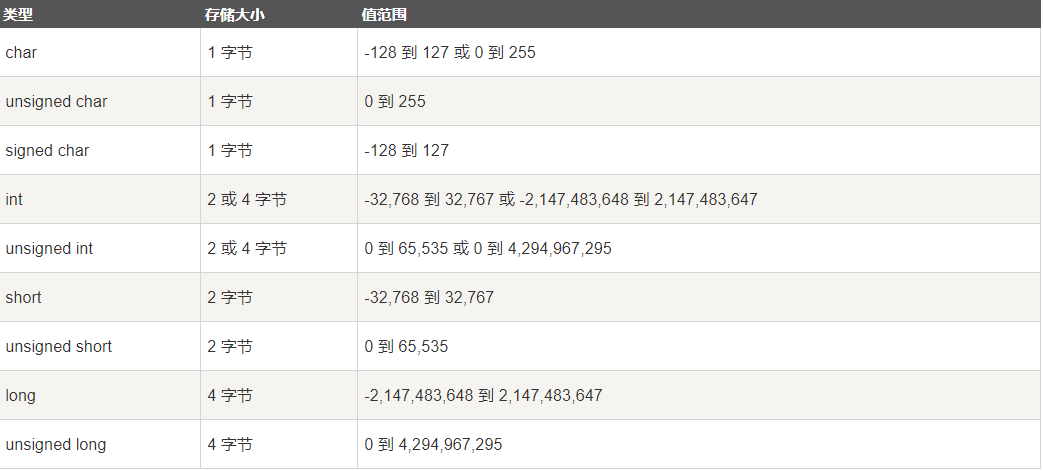 类型 存储大小 值范围
char 1 字节 -128 到 127 或 0 到 255
unsigned char 1 字节 0 到 255
signed char 1 字节 -128 到 127
int 2 或 4 字节 -32,768 到 32,767 或 -2,147,483,648 到 2,147,483,647
unsigned int 2 或 4 字节 0 到 65,535 或 0 到 4,294,967,295
short 2 字节 -32,768 到 32,767
unsigned short 2 字节 0 到 65,535
long 4 字节 -2,147,483,648 到 2,147,483,647
unsigned long 4 字节 0 到 4,294,967,295